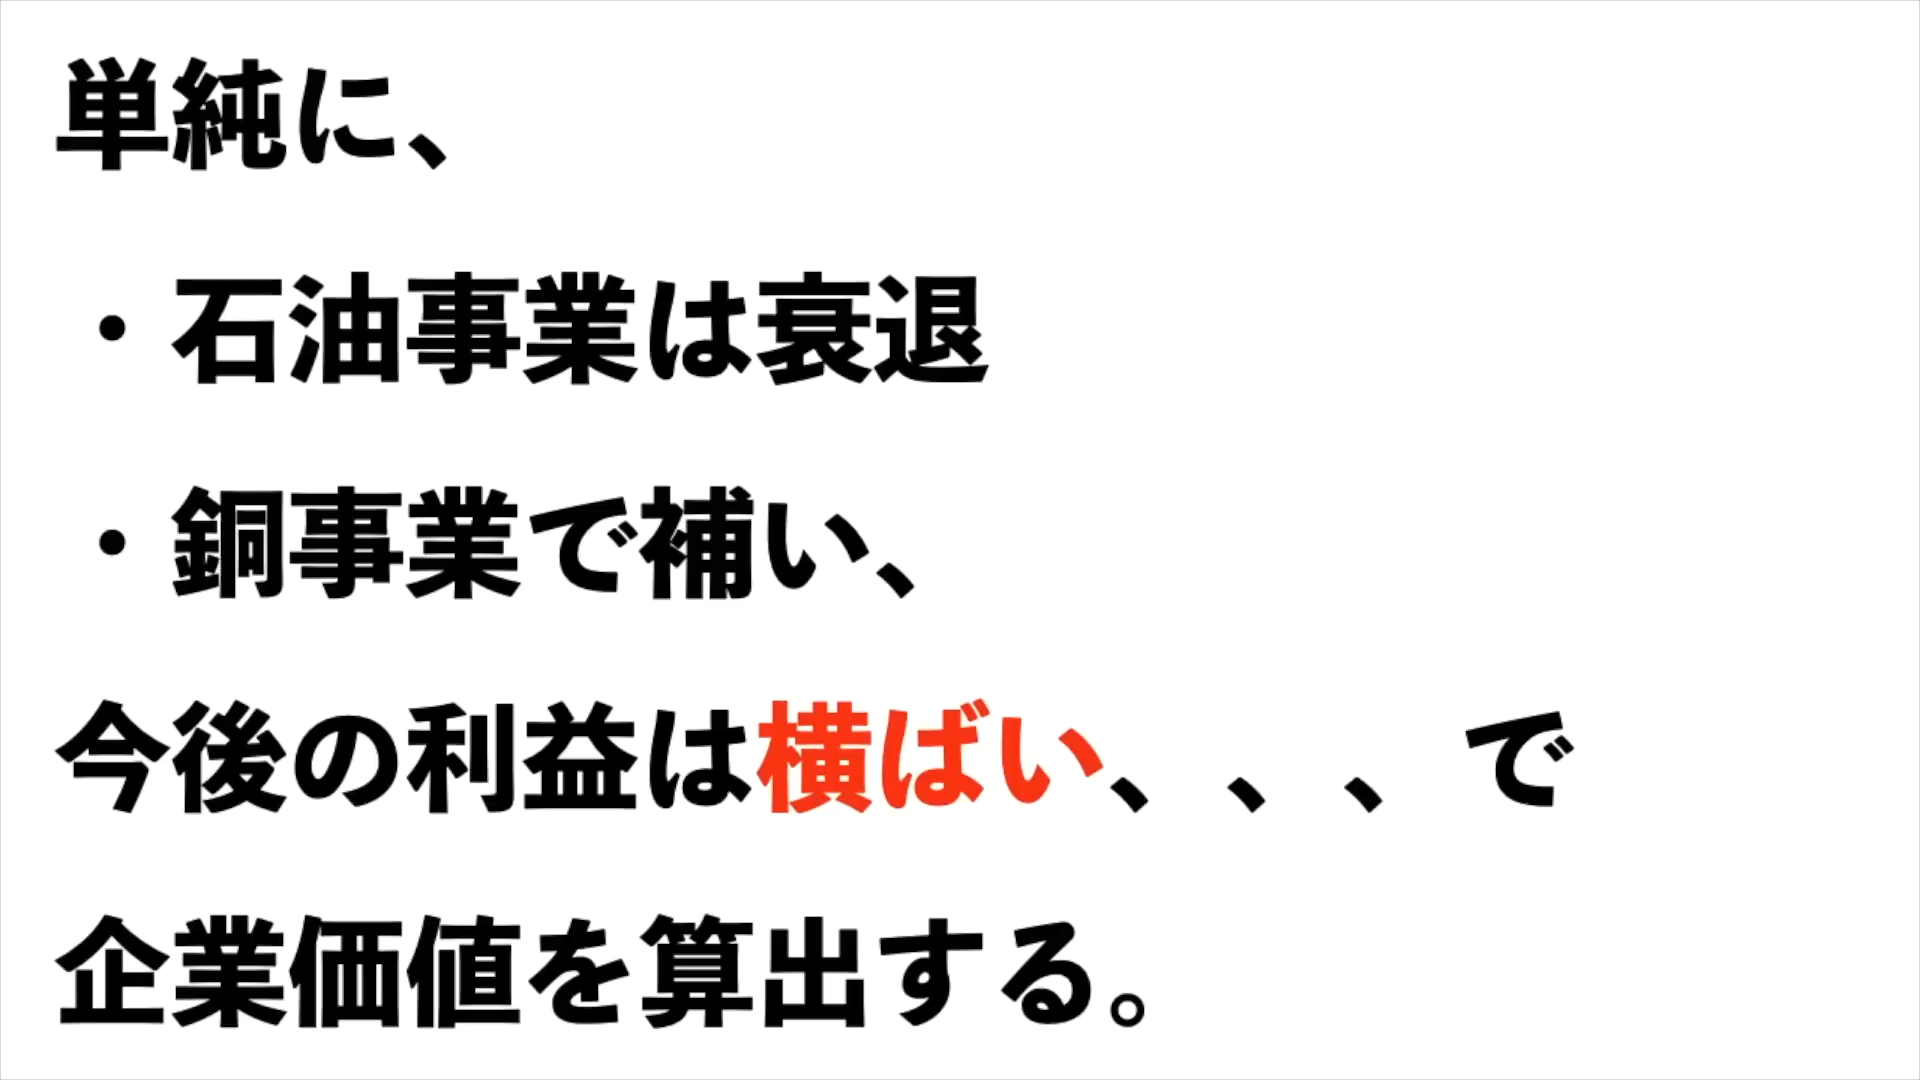 単純に、
・石油事業は衰退
・銅事業で補い、
今後の利益は横ばい、、、で
企業価値を算出する。